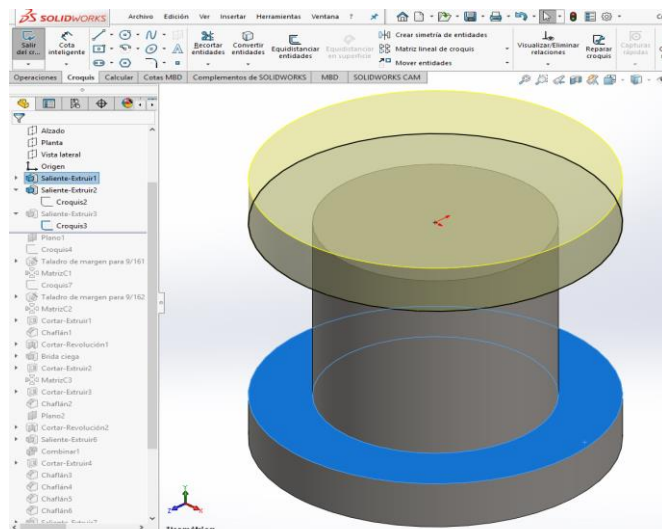 SOLIDWORKS Archivo Edición Ver Insertar Herramientas Ventana ?
Salir del cr...
Cota inteligente
Recortar entidades
Convertir entidades
Equidistanciar entidades
Equidistanciar en superficie
Crear simetría de entidades
Matriz lineal de croquis
Mover entidades
Visualizar/Eliminar relaciones
Reparar croquis
Capturas rápidas
Operaciones Croquis Calcular Cotas MBD Complementos de SOLIDWORKS MBD SOLIDWORKS CAM
Alzado
Planta
Vista lateral
Origen
Saliente-Extruir1
Saliente-Extruir2
Croquis2
Saliente-Extruir3
Croquis3
Plano1
Croquis4
Taladro de margen para 9/161
MatrizC1
Croquis7
Taladro de margen para 9/162
MatrizC2
Cortar-Extruir1
Chaflán1
Cortar-Revolución1
Brida ciega
Cortar-Extruir2
MatrizC3
Cortar-Extruir3
Chaflán2
Plano2
Cortar-Revolución2
Saliente-Extruir6
Combinar1
Cortar-Extruir4
Chaflán3
Chaflán4
Chaflán5
Chaflán6
Saliente-Extruir7